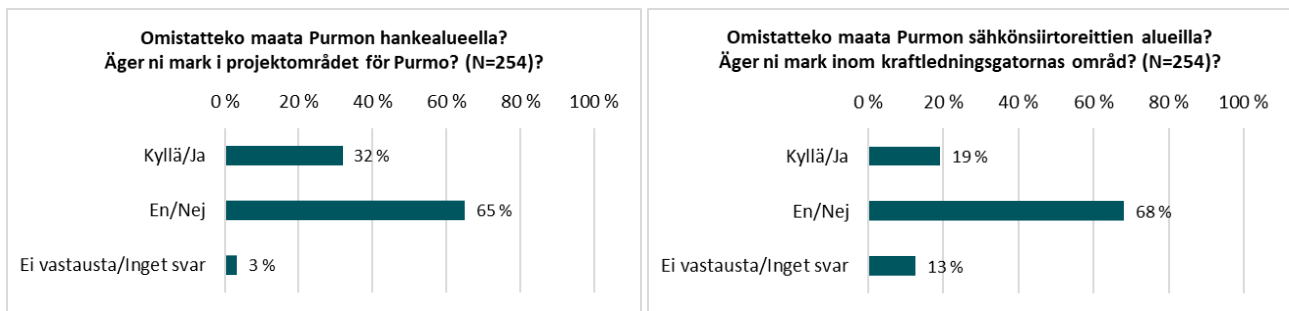 Omistatteko maata Purmon hankealueella?
Äger ni mark i projektområdet för Purmo? (N=254)?
0 % 20 % 40 % 60 % 80 % 100 %
Kyllä/Ja 32 %
En/Nej 65 %
Ei vastausta/Inget svar 3 %
Omistatteko maata Purmon sähkönsiirtoreittien alueilla?
Äger ni mark inom kraftledningsgatornas områd? (N=254)?
0 % 20 % 40 % 60 % 80 % 100 %
Kyllä/Ja 19 %
En/Nej 68 %
Ei vastausta/Inget svar 13 %